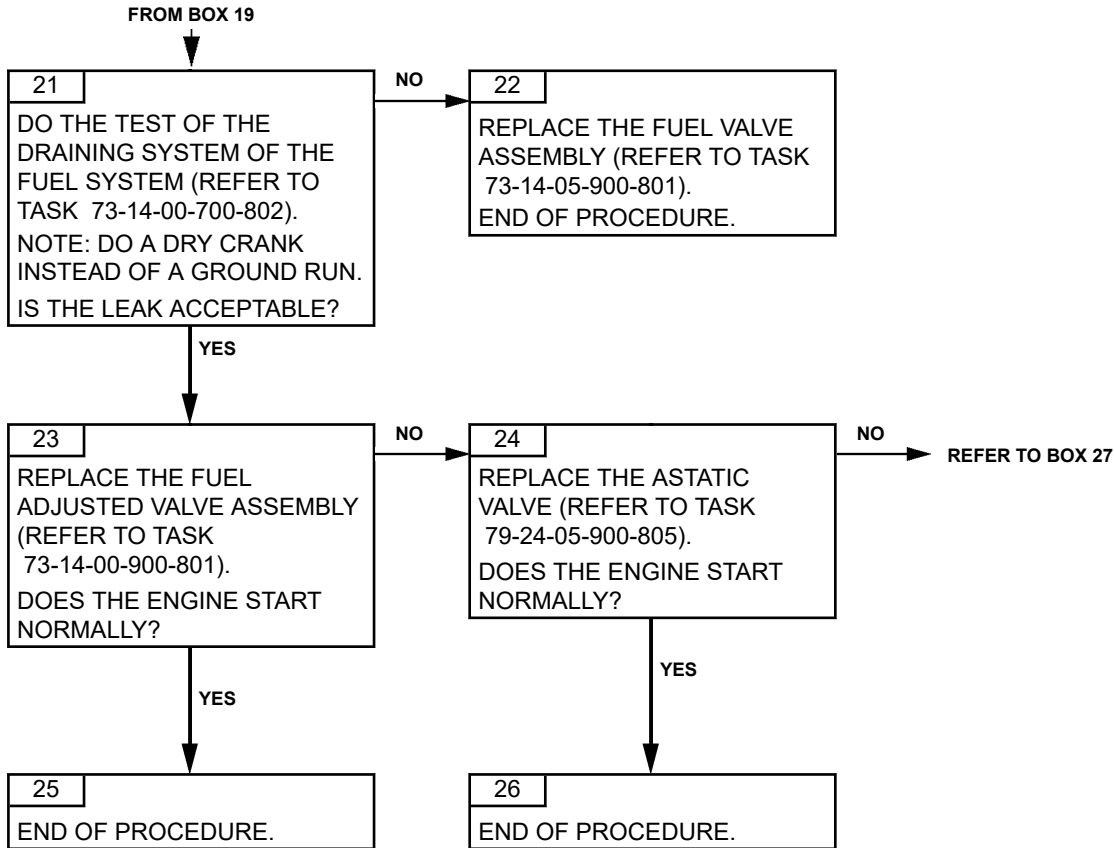 FROM BOX 19
21
DO THE TEST OF THE
DRAINING SYSTEM OF THE
FUEL SYSTEM (REFER TO
TASK 73-14-00-700-802).
NOTE: DO A DRY CRANK
INSTEAD OF A GROUND RUN.
IS THE LEAK ACCEPTABLE?
NO
22
REPLACE THE FUEL VALVE
ASSEMBLY (REFER TO TASK
73-14-05-900-801).
END OF PROCEDURE.
YES
23
REPLACE THE FUEL
ADJUSTED VALVE ASSEMBLY
(REFER TO TASK
73-14-00-900-801).
DOES THE ENGINE START
NORMALLY?
NO
24
REPLACE THE ASTATIC
VALVE (REFER TO TASK
79-24-05-900-805).
DOES THE ENGINE START
NORMALLY?
NO
REFER TO BOX 27
YES
YES
25
END OF PROCEDURE.
26
END OF PROCEDURE.